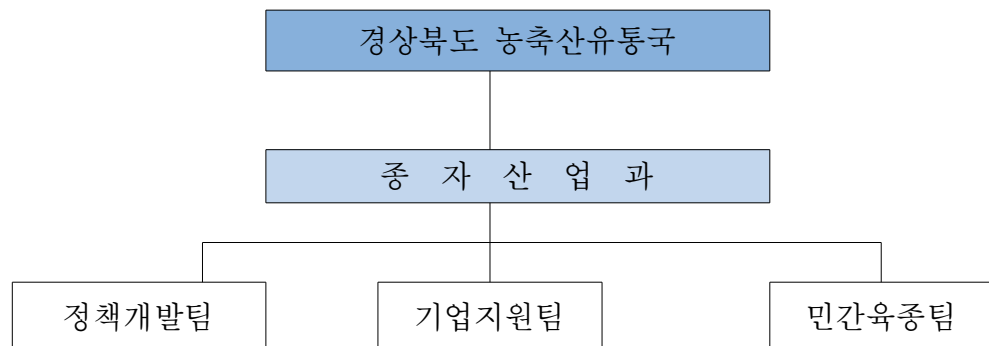 경상북도 농축산유통국
종 자 산 업 과
정책개발팀
기업지원팀
민간육종팀